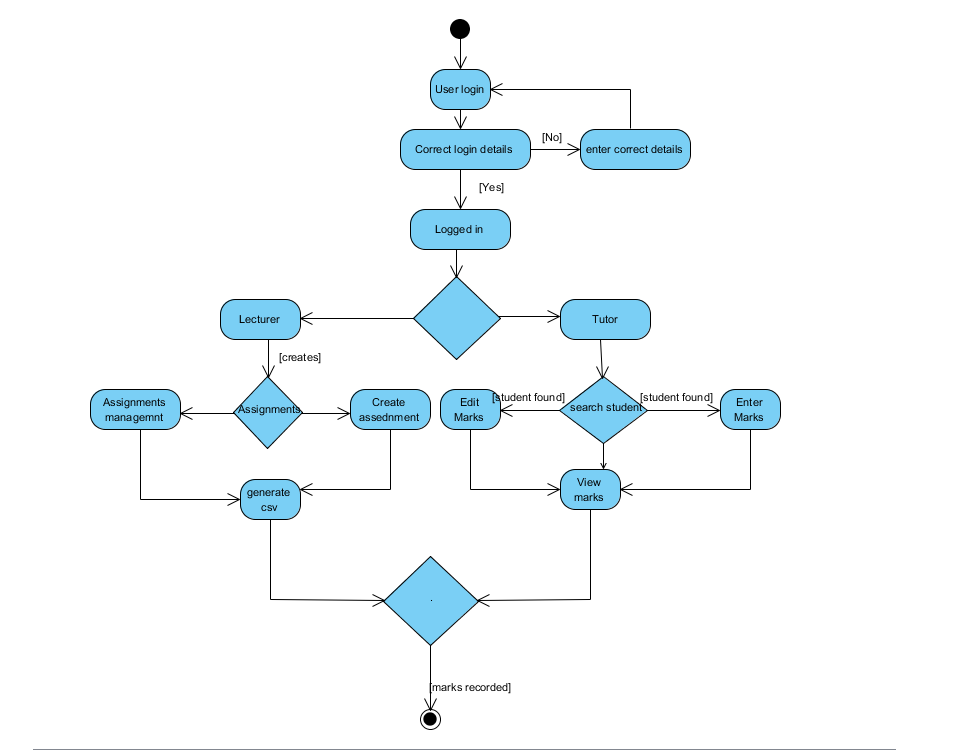 User login
Correct login details
[No]
enter correct details
[Yes]
Logged in
Lecturer
Tutor
[creates]
Assignments
managemnt
Assignments
Create
assednment
Edit
Marks
[student found]
search student
[student found]
Enter
Marks
generate
csv
View
marks
.
[marks recorded]